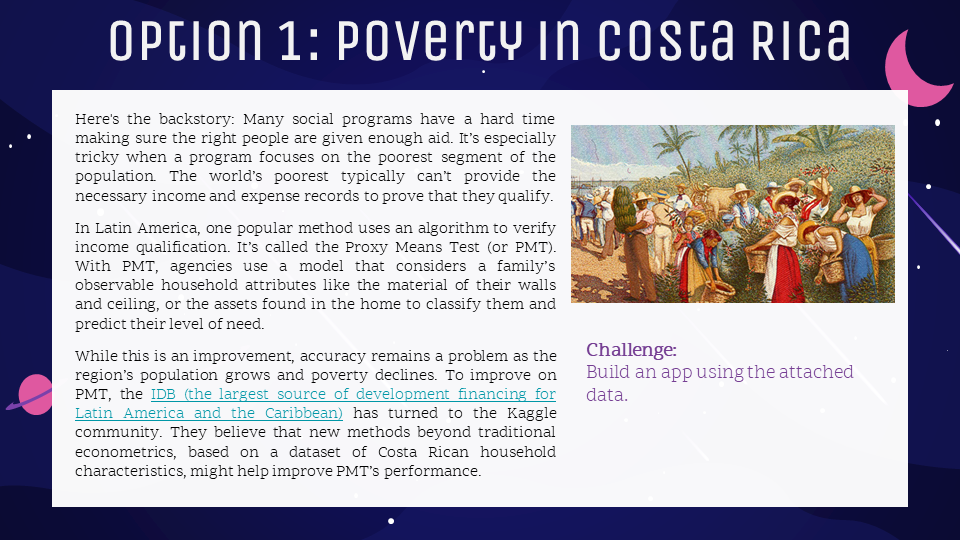 Option 1: Poverty in Costa Rica
Here's the backstory: Many social programs have a hard time
making sure the right people are given enough aid. It's especially
tricky when a program focuses on the poorest segment of the
population. The world's poorest typically can't provide the
necessary income and expense records to prove that they qualify.
In Latin America, one popular method uses an algorithm to verify
income qualification. It's called the Proxy Means Test (or PMT).
With PMT, agencies use a model that considers a family's
observable household attributes like the material of their walls
and ceiling, or the assets found in the home to classify them and
predict their level of need.
While this is an improvement, accuracy remains a problem as the
region's population grows and poverty declines. To improve on
PMT, the IDB (the largest source of development financing for
Latin America and the Caribbean) has turned to the Kaggle
community. They believe that new methods beyond traditional
econometrics, based on a dataset of Costa Rican household
characteristics, might help improve PMT's performance.
Challenge:
Build an app using the attached
data.